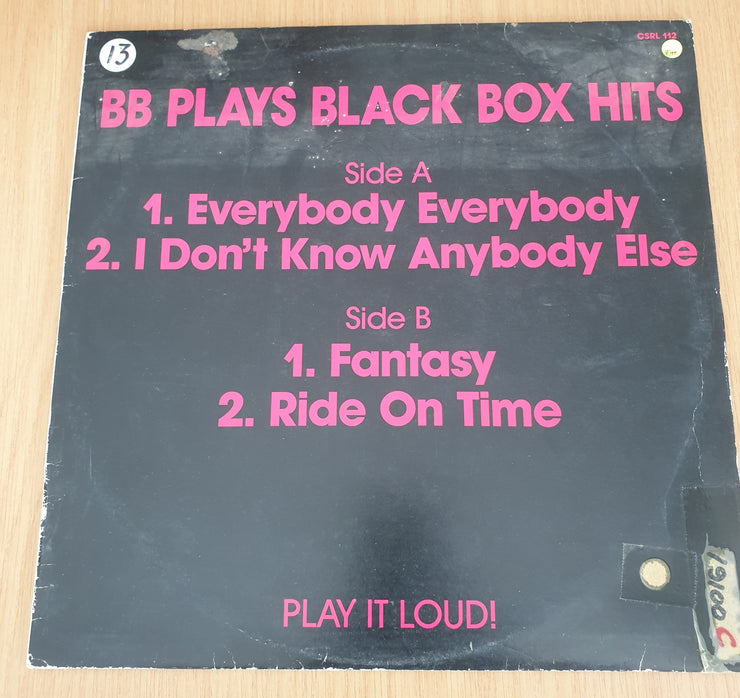 13
CSRL 112
BB PLAYS BLACK BOX HITS
Side A
1. Everybody Everybody
2. I Don't Know Anybody Else
Side B
1. Fantasy
2. Ride On Time
19100 C
PLAY IT LOUD!